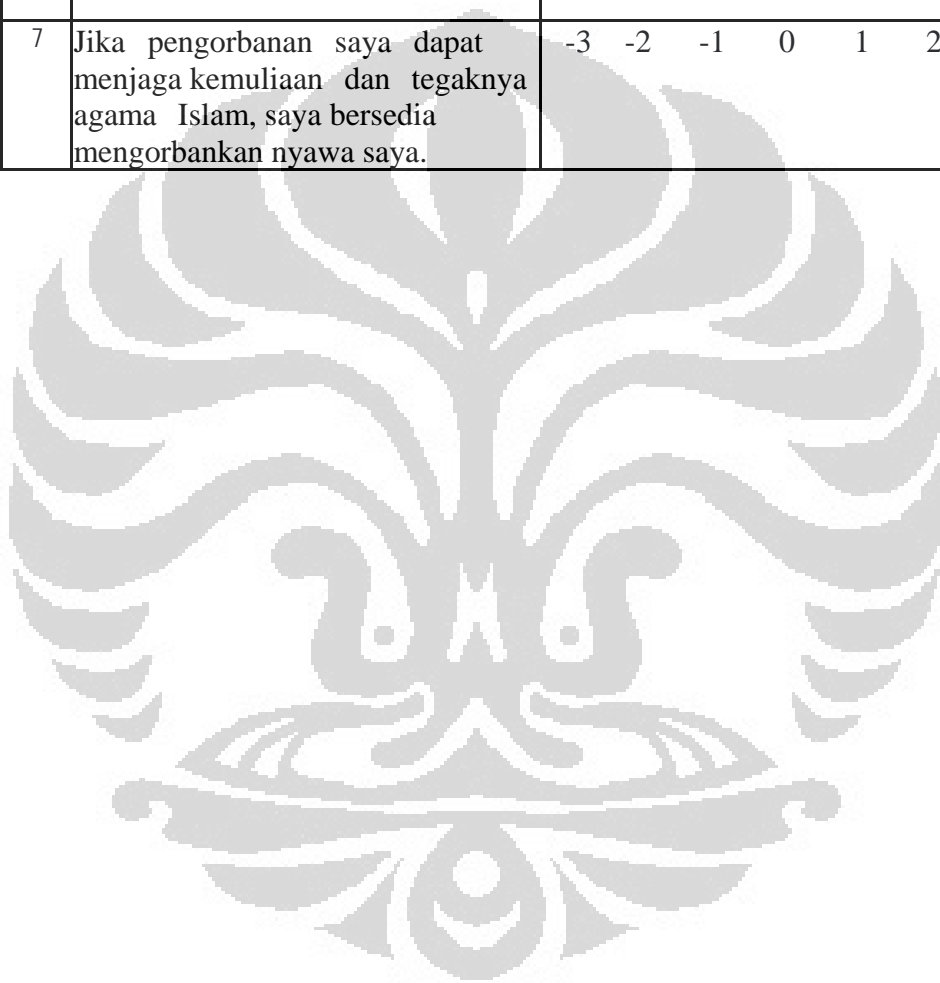 7 Jika pengorbanan saya dapat -3 -2 -1 0 1 2
menjaga kemuliaan dan tegaknya
agama Islam, saya bersedia
mengorbankan nyawa saya.